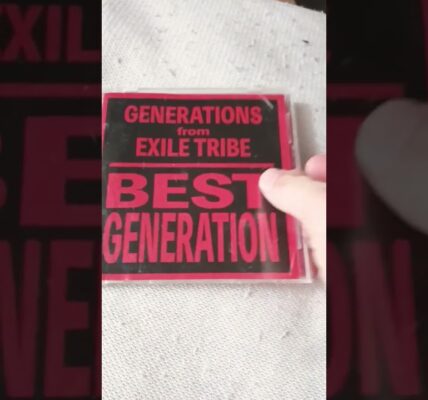 GENERATIONS
from
EXILE TRIBE
BEST
GENERATION